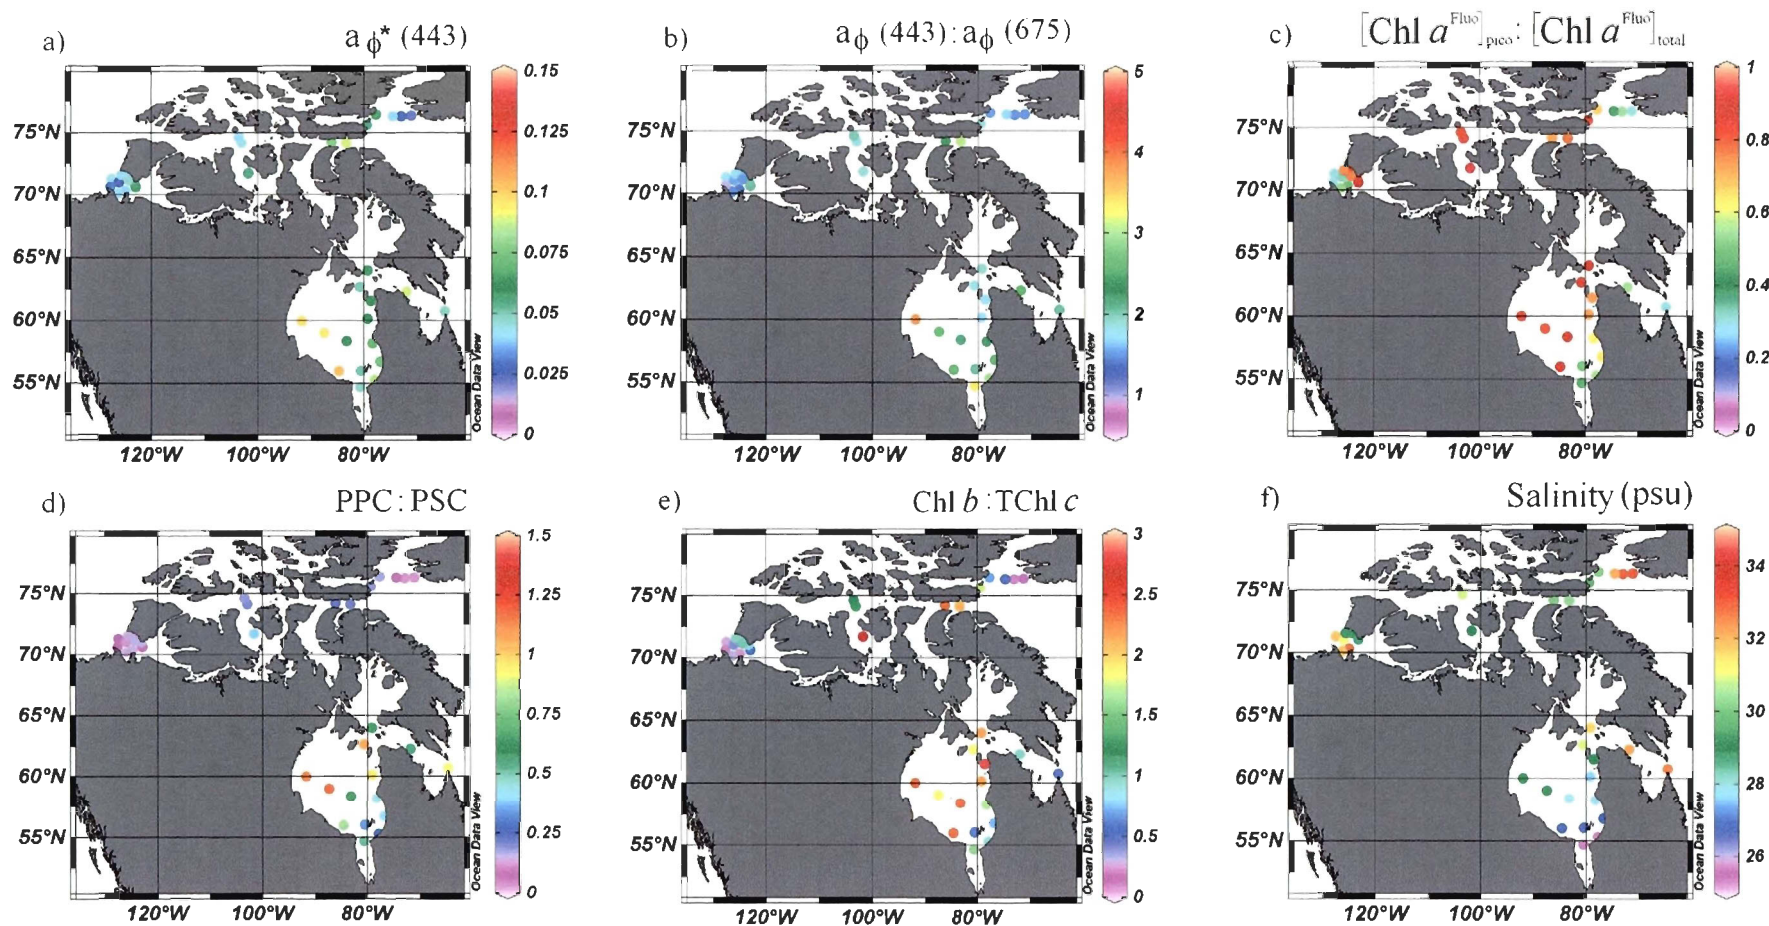 a) aϕ* (443)
b) aϕ (443):aϕ (675)
c) [Chl a^Fluo]pico:[Chl a^Fluo]total
0.15
0.125
0.1
0.075
0.05
0.025
0
75°N
70°N
65°N
60°N
55°N
120°W 100°W 80°W
Ocean Data View
5
4
3
2
1
120°W 100°W 80°W
Ocean Data View
1
0.8
0.6
0.4
0.2
0
75°N
70°N
65°N
60°N
55°N
120°W 100°W 80°W
Ocean Data View
d) PPC:PSC
e) Chl b:TChl c
f) Salinity (psu)
1.5
1.25
1
0.75
0.5
0.25
0
75°N
70°N
65°N
60°N
55°N
120°W 100°W 80°W
Ocean Data View
3
2.5
2
1.5
1
0.5
0
75°N
70°N
65°N
60°N
55°N
120°W 100°W 80°W
Ocean Data View
34
32
30
28
26
75°N
70°N
65°N
60°N
55°N
120°W 100°W 80°W
Ocean Data View